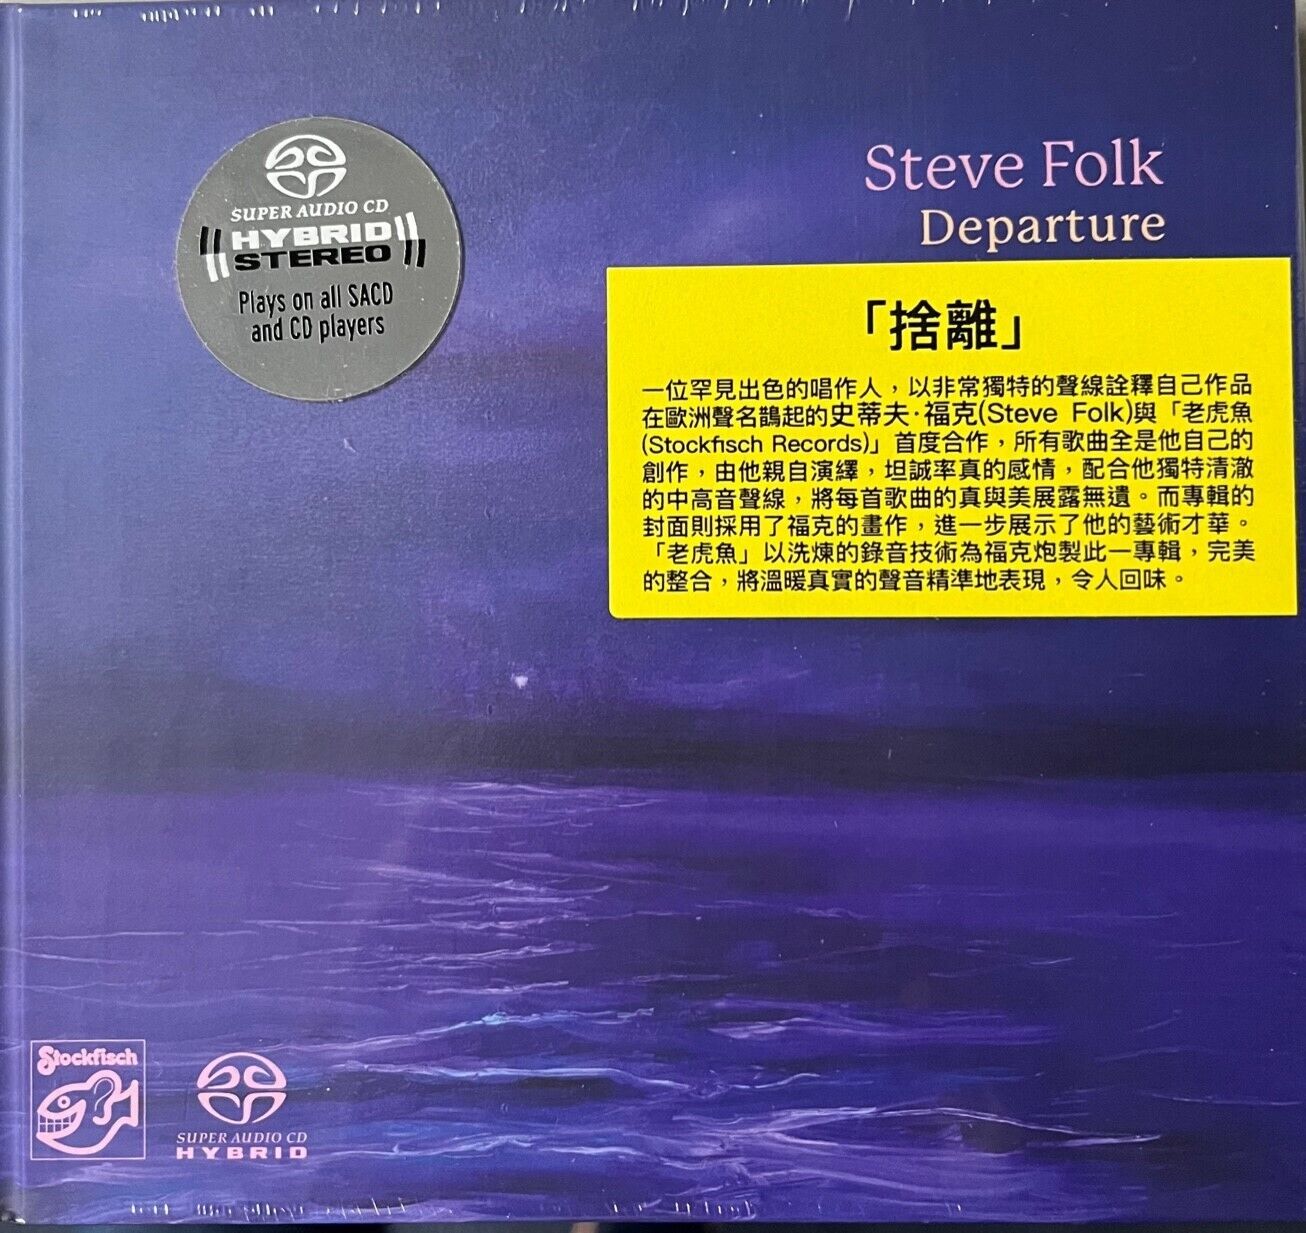 Steve Folk
Departure
SUPER AUDIO CD
HYBRID
STEREO
Plays on all SACD
and CD players
「捨離」
一位罕見出色的唱作人，以非常獨特的聲線詮釋自己作品
在歐洲聲名鵲起的史蒂夫·福克(Steve Folk)與「老虎魚
(Stockfisch Records)」首度合作，所有歌曲全是他自己的
創作，由他親自演繹，坦誠率真的感情，配合他獨特清澈
的中高音聲線，將每首歌曲的真與美展露無遺。而專輯的
封面則採用了福克的畫作，進一步展示了他的藝術才華。
「老虎魚」以洗煉的錄音技術為福克炮製此一專輯，完美
的整合，將溫暖真實的聲音精準地表現，令人回味。
Stockfisch
SUPER AUDIO CD
HYBRID